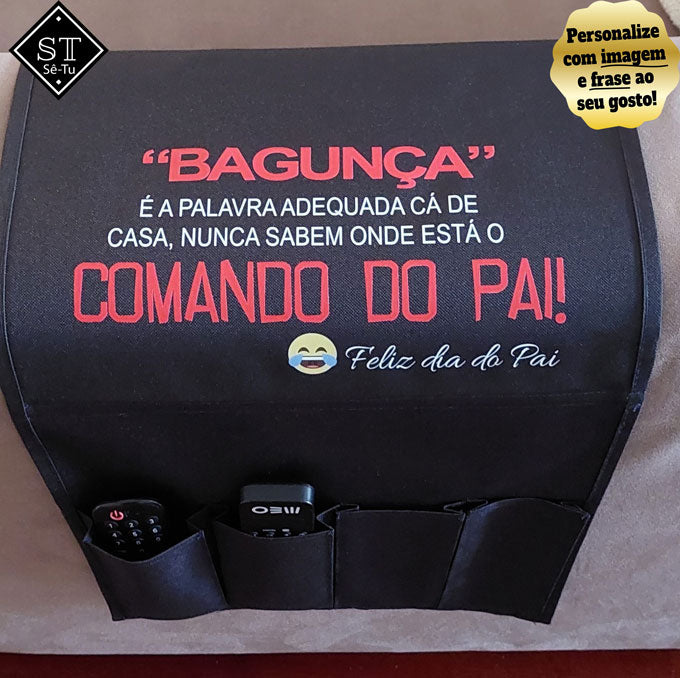 ST
Sê-Tu
Personalize
com imagem
e frase ao
seu gosto!
“BAGUNÇA”
É A PALAVRA ADEQUADA CÁ DE
CASA, NUNCA SABEM ONDE ESTÁ O
COMANDO DO PAI!
Feliz dia do Pai
MEO